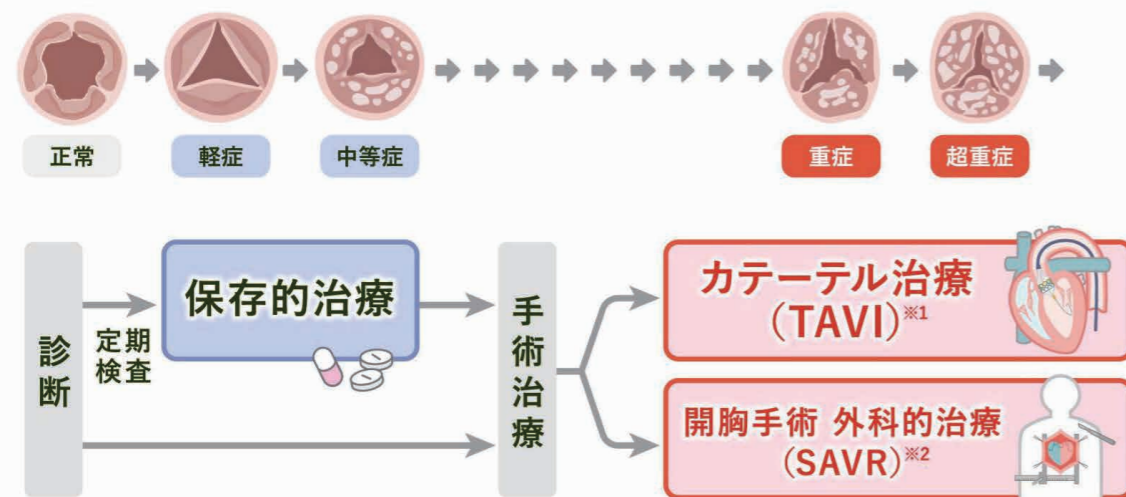 正常
軽症
中等症
重症
超重症
診断
定期
検査
保存的治療
手術治療
カテーテル治療
(TAVI)※1
開胸手術 外科的治療
(SAVR)※2